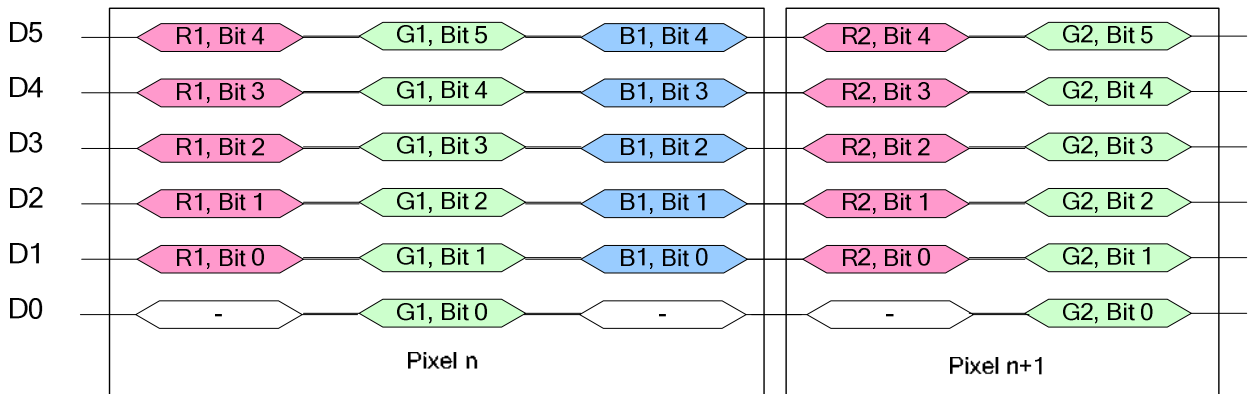 D5 R1, Bit 4 G1, Bit 5 B1, Bit 4 R2, Bit 4 G2, Bit 5
D4 R1, Bit 3 G1, Bit 4 B1, Bit 3 R2, Bit 3 G2, Bit 4
D3 R1, Bit 2 G1, Bit 3 B1, Bit 2 R2, Bit 2 G2, Bit 3
D2 R1, Bit 1 G1, Bit 2 B1, Bit 1 R2, Bit 1 G2, Bit 2
D1 R1, Bit 0 G1, Bit 1 B1, Bit 0 R2, Bit 0 G2, Bit 1
D0 - G1, Bit 0 - - G2, Bit 0
Pixel n Pixel n+1